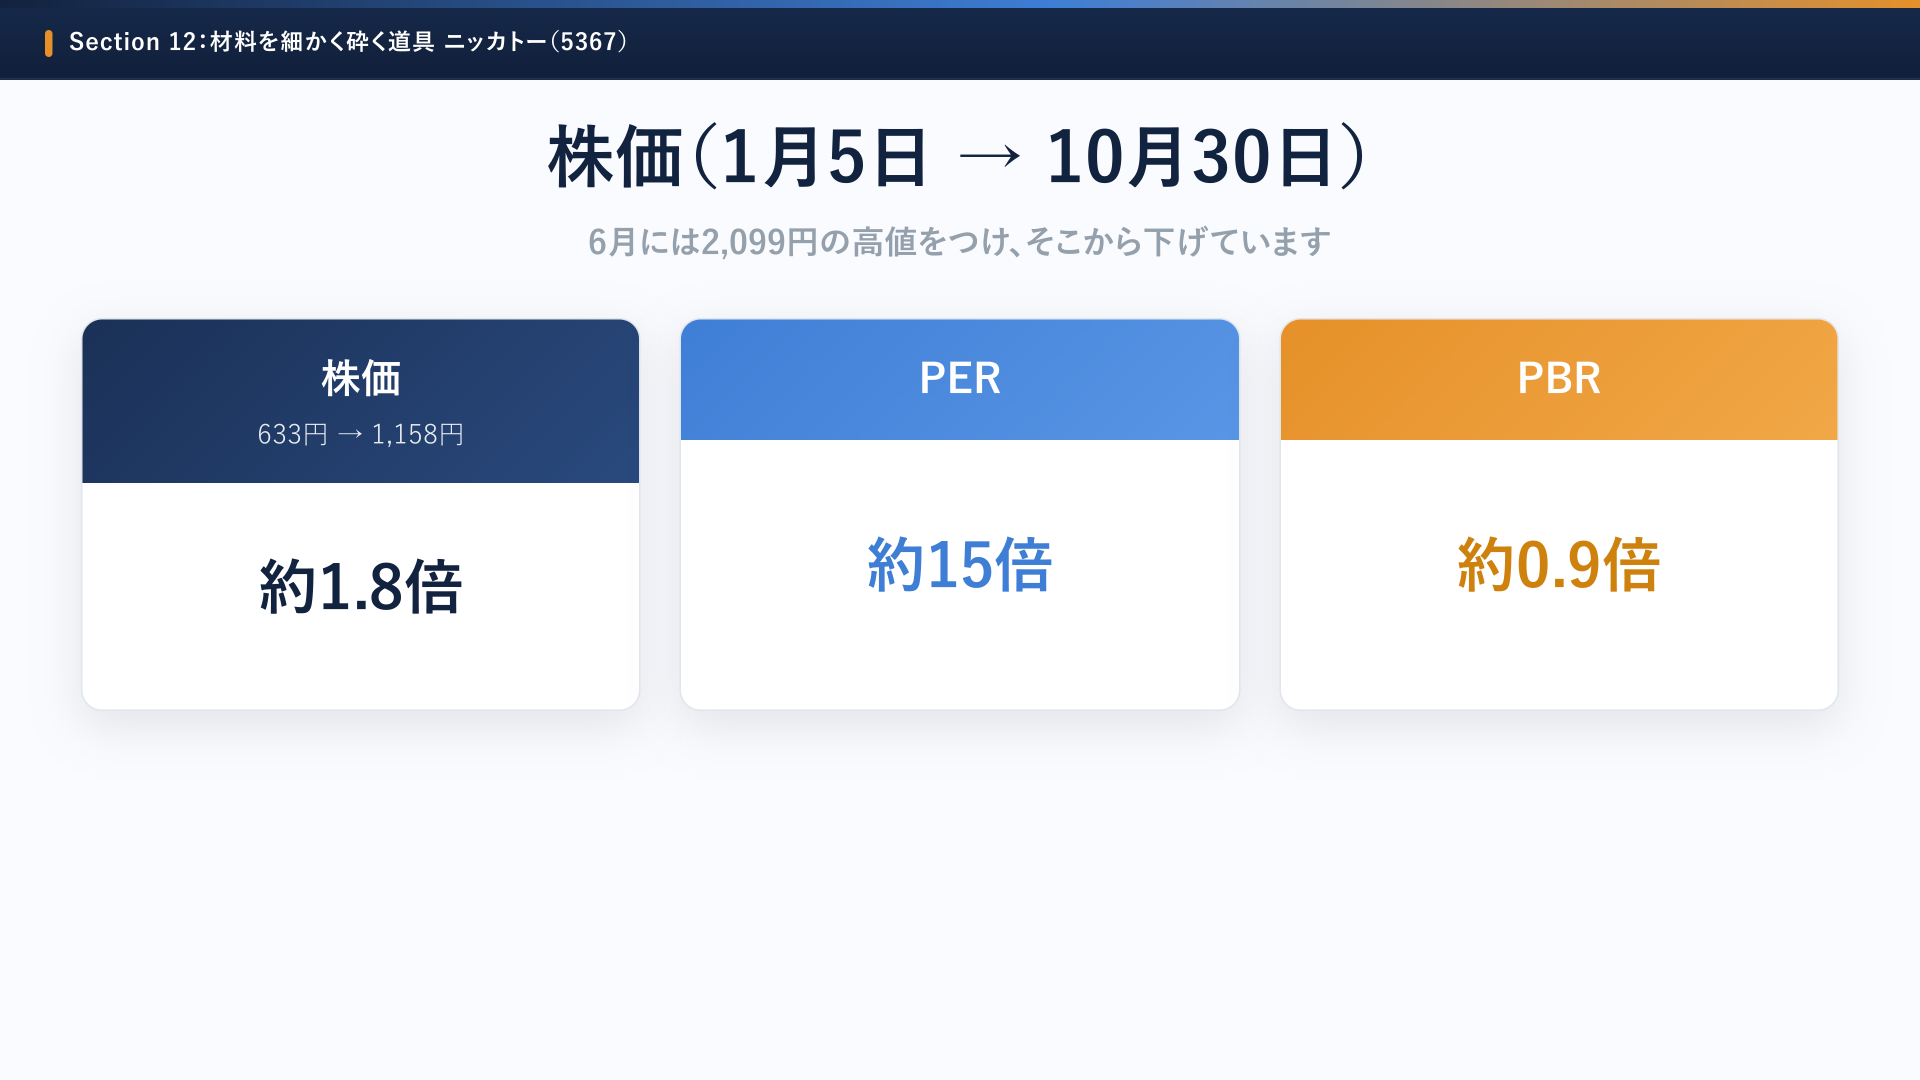 Section 12：材料を細かく砕く道具 ニッカトー（5367）
株価（1月5日 → 10月30日）
6月には2,099円の高値をつけ、そこから下げています
株価
633円 → 1,158円
約1.8倍
PER
約15倍
PBR
約0.9倍